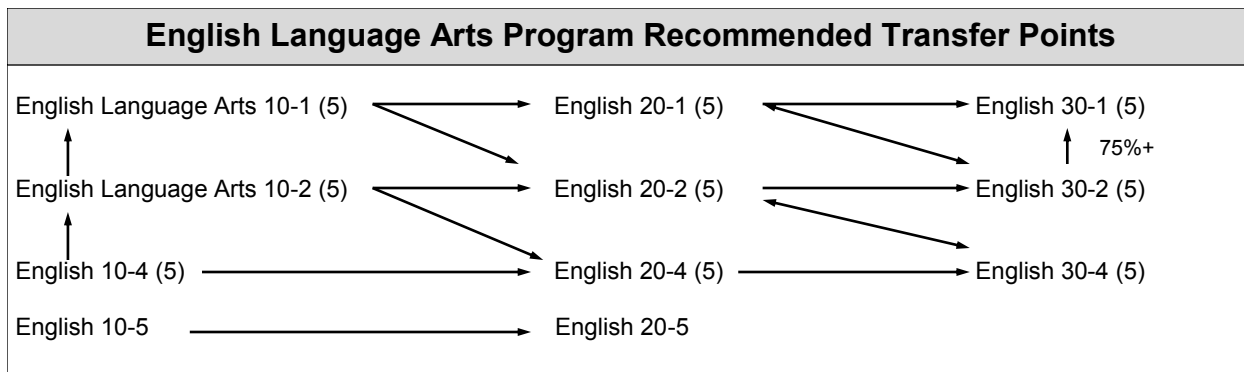 English Language Arts Program Recommended Transfer Points
English Language Arts 10-1 (5) English 20-1 (5) English 30-1 (5)
75%+
English Language Arts 10-2 (5) English 20-2 (5) English 30-2 (5)
English 10-4 (5) English 20-4 (5) English 30-4 (5)
English 10-5 English 20-5